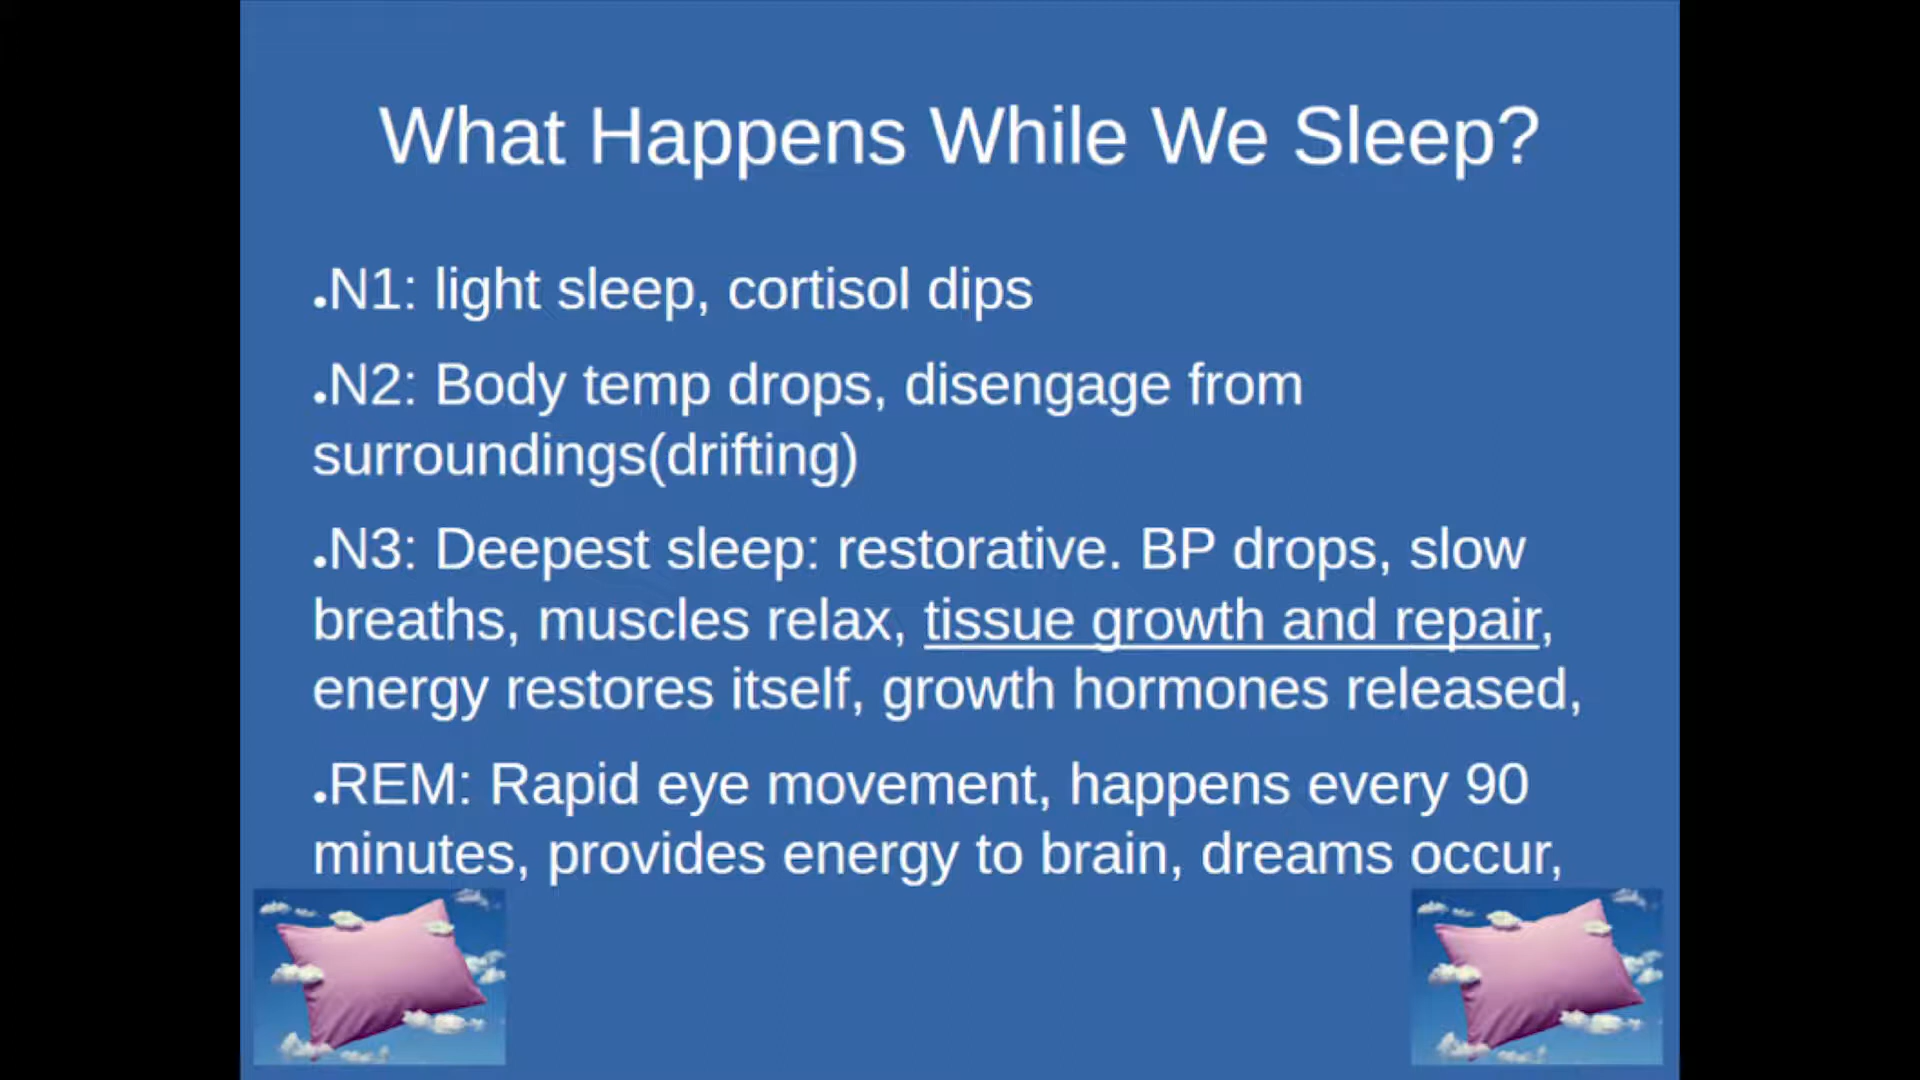 What Happens While We Sleep?
●N1: light sleep, cortisol dips
●N2: Body temp drops, disengage from
surroundings(drifting)
●N3: Deepest sleep: restorative. BP drops, slow
breaths, muscles relax, tissue growth and repair,
energy restores itself, growth hormones released,
●REM: Rapid eye movement, happens every 90
minutes, provides energy to brain, dreams occur,